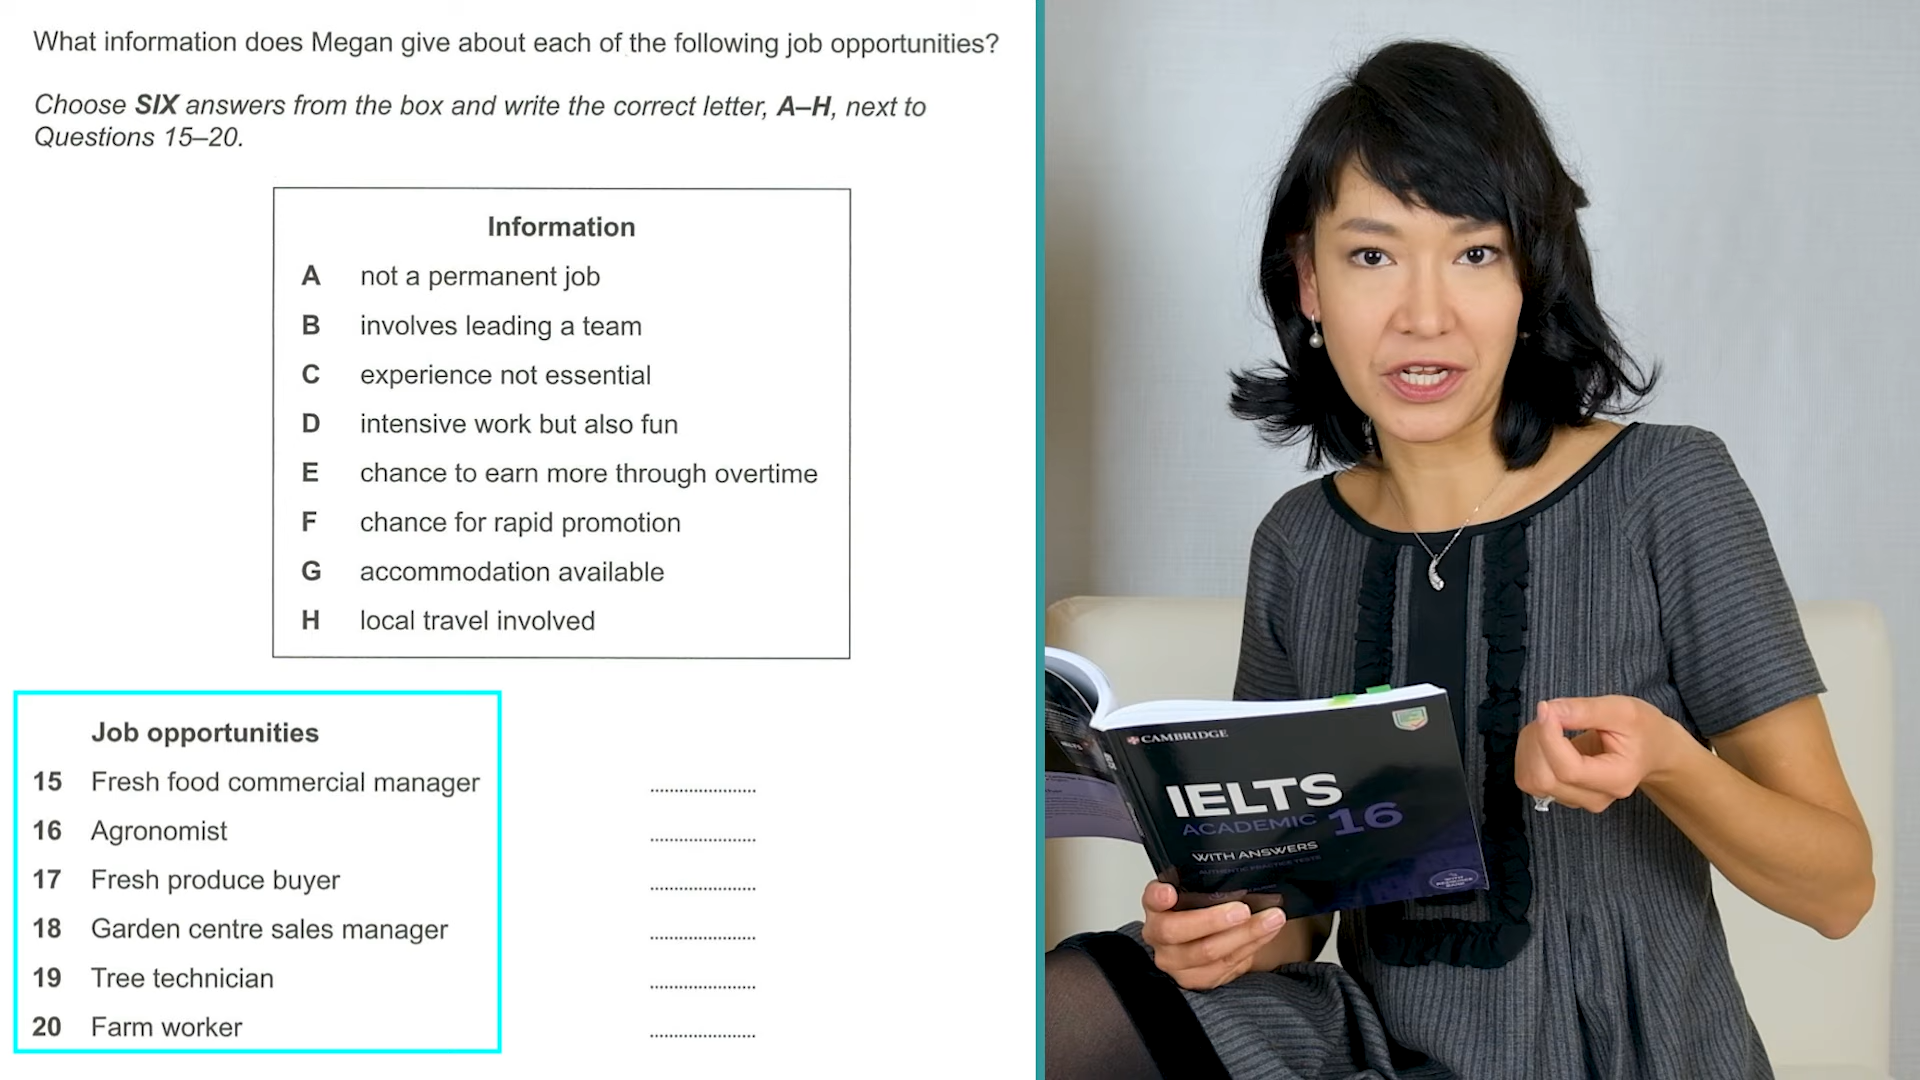 What information does Megan give about each of the following job opportunities?
Choose SIX answers from the box and write the correct letter, A–H, next to
Questions 15–20.
Information
A not a permanent job
B involves leading a team
C experience not essential
D intensive work but also fun
E chance to earn more through overtime
F chance for rapid promotion
G accommodation available
H local travel involved
Job opportunities
15 Fresh food commercial manager ......................
16 Agronomist ......................
17 Fresh produce buyer ......................
18 Garden centre sales manager ......................
19 Tree technician ......................
20 Farm worker ......................
CAMBRIDGE
IELTS
ACADEMIC 16
WITH ANSWERS
AUTHENTIC PRACTICE TESTS